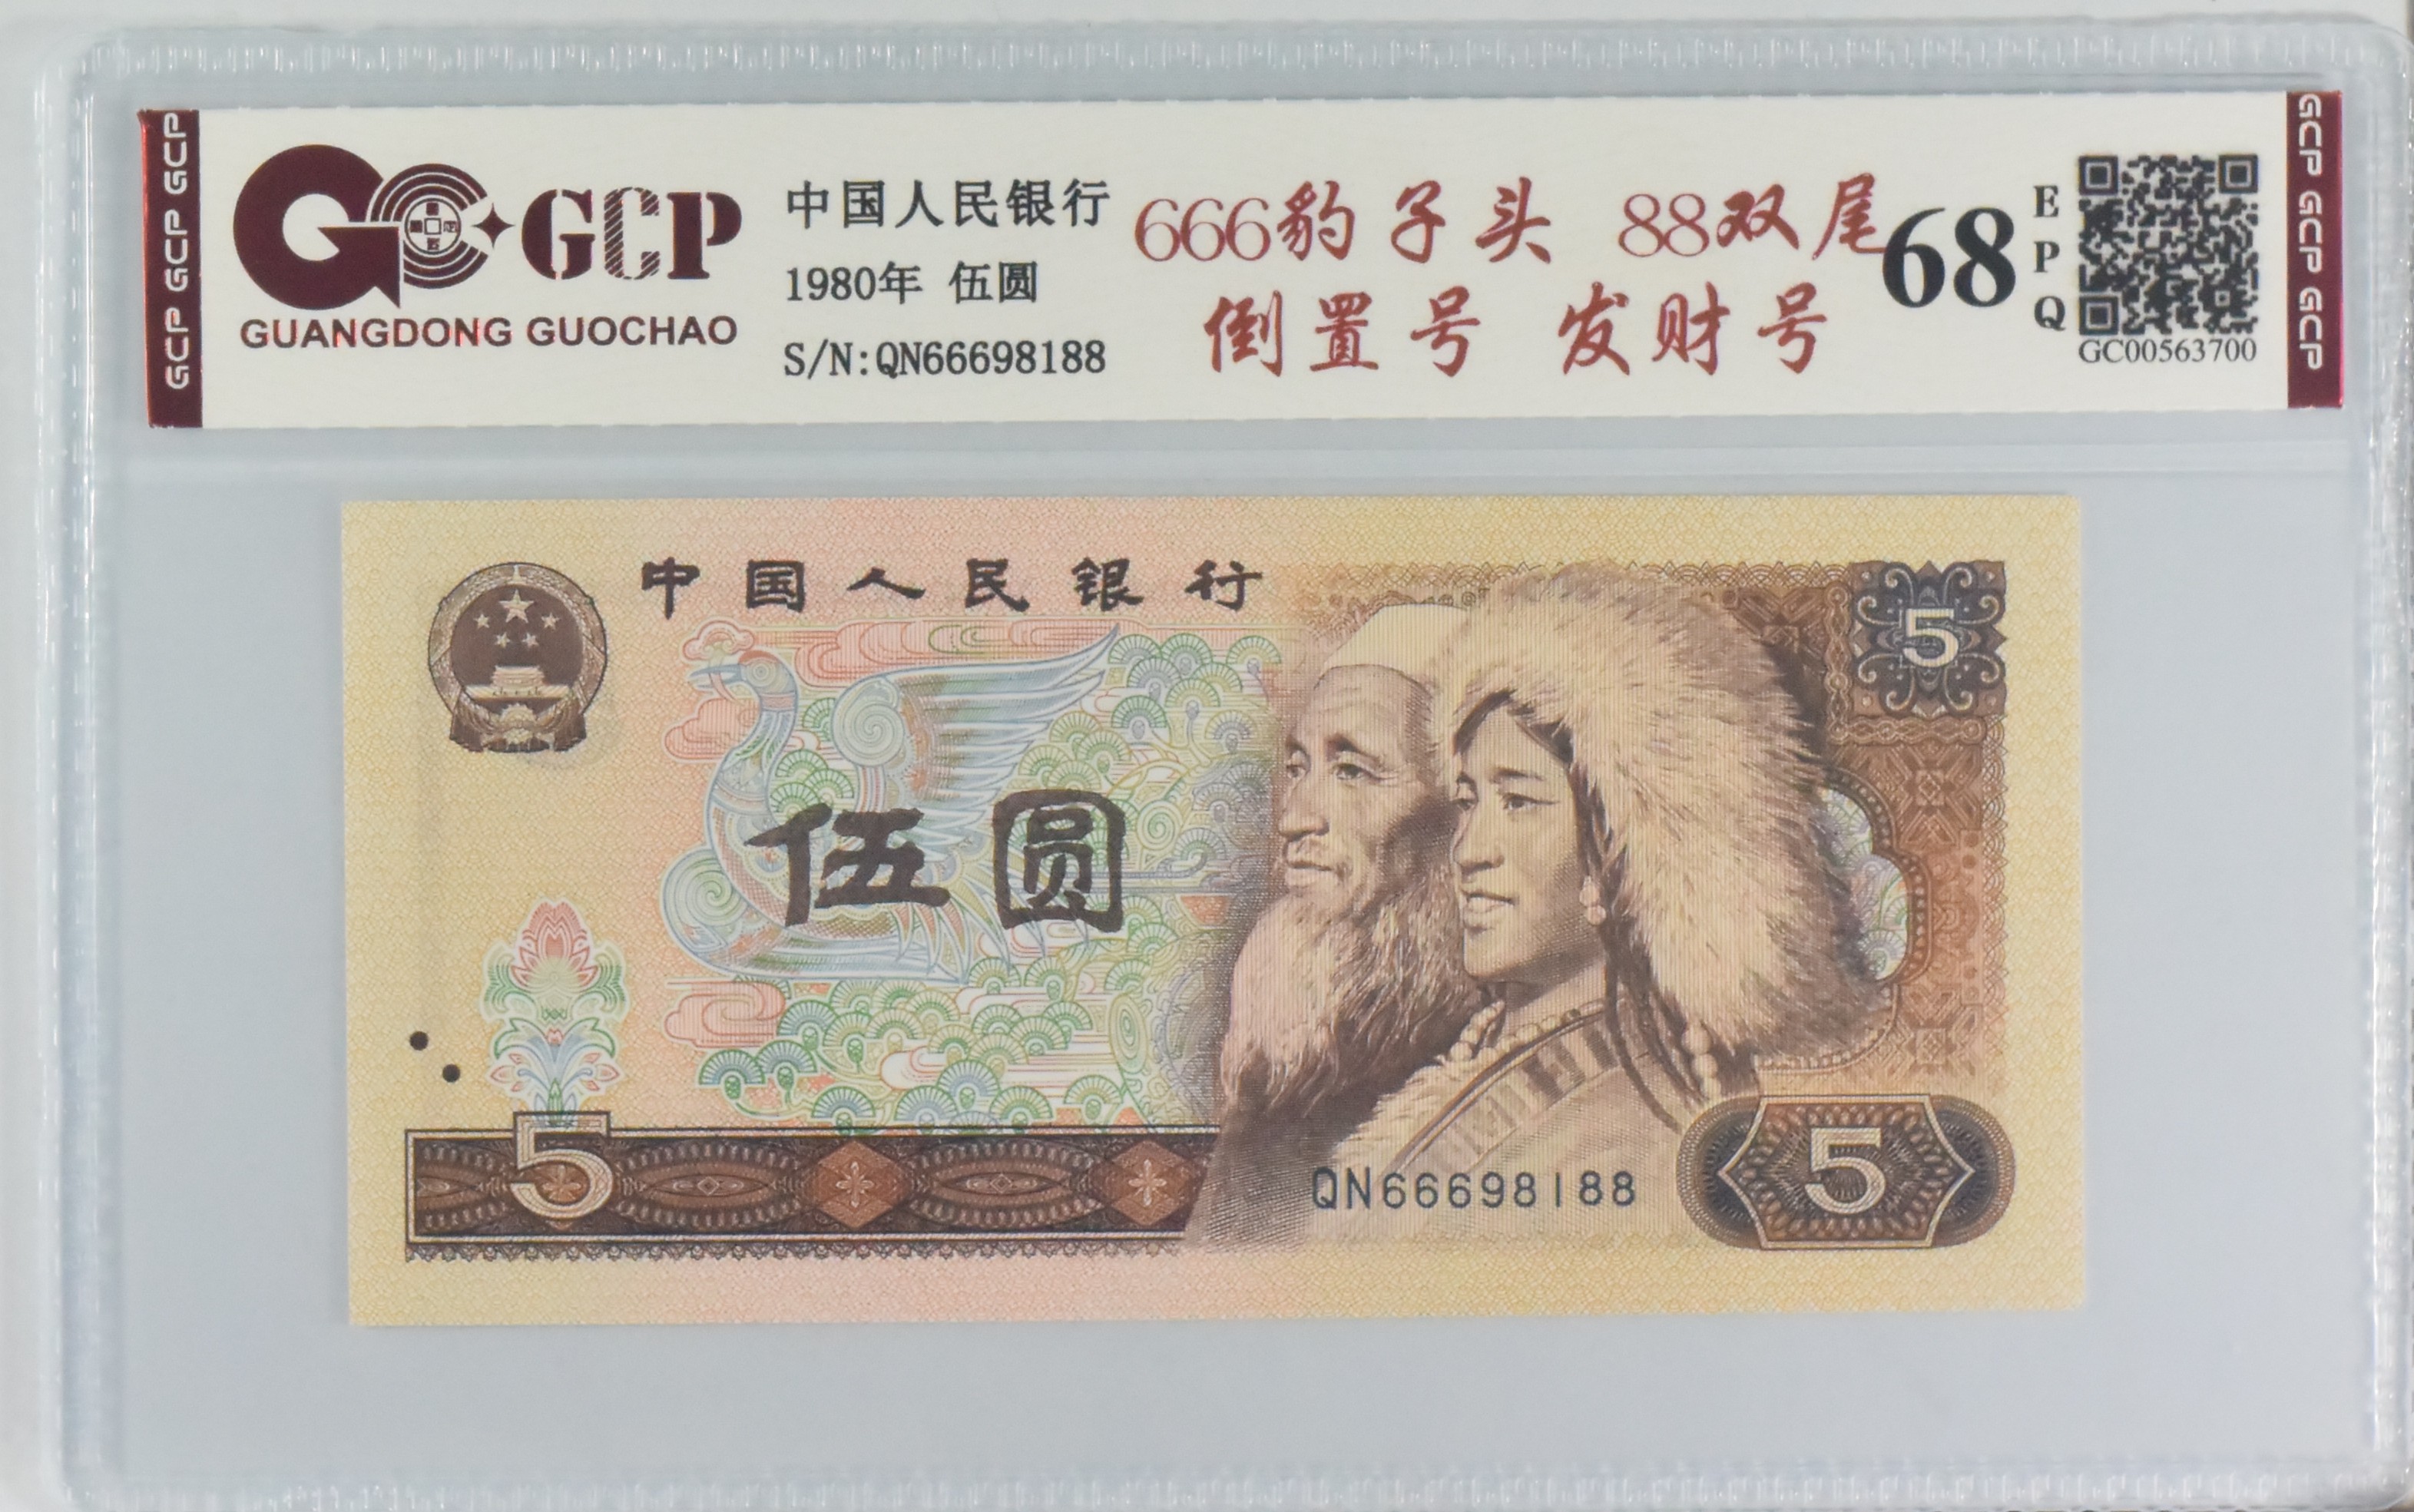 GCP GCP GCP
GCP
GUANGDONG GUOCHAO
中国人民银行
1980年 伍圆
S/N:QN66698188
666豹子头 88双尾
倒置号 发财号
68
EPQ
GC00563700
GCP GCP GCP
中国人民银行
5
伍圆
5
QN66698188
5